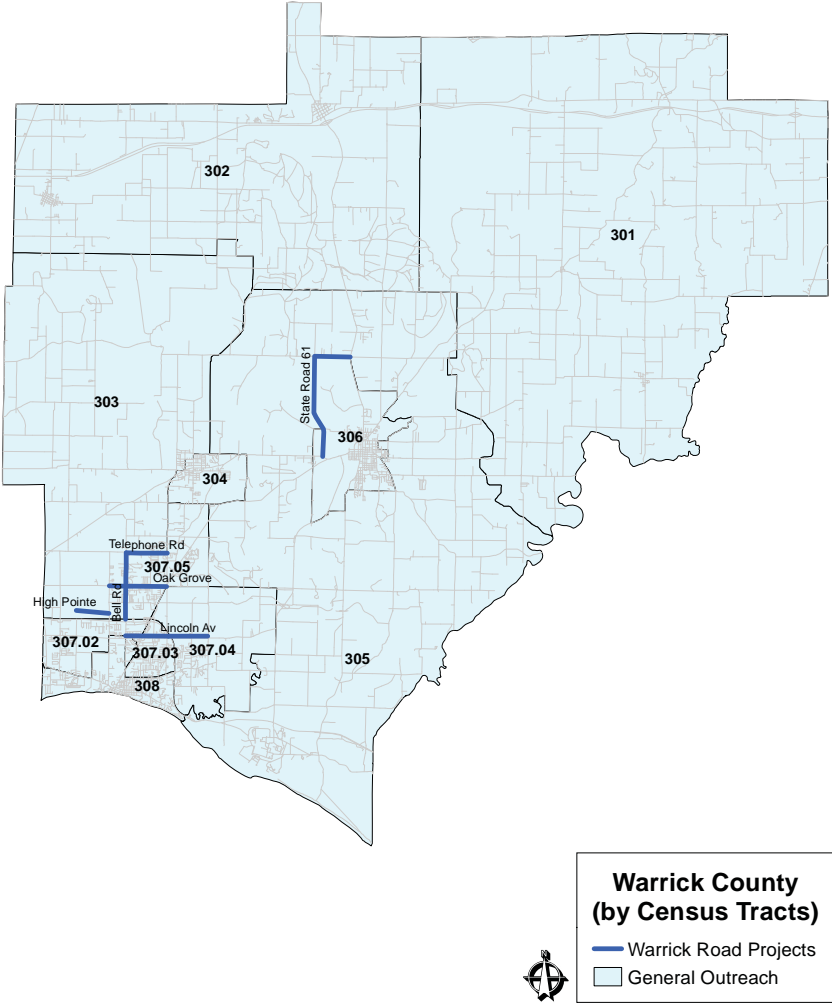 302
301
State Road 61
303
306
304
Telephone Rd
307.05
Oak Grove
Bell Rd
High Pointe
Lincoln Av
307.02
307.03
307.04
305
308
Warrick County
(by Census Tracts)
Warrick Road Projects
General Outreach